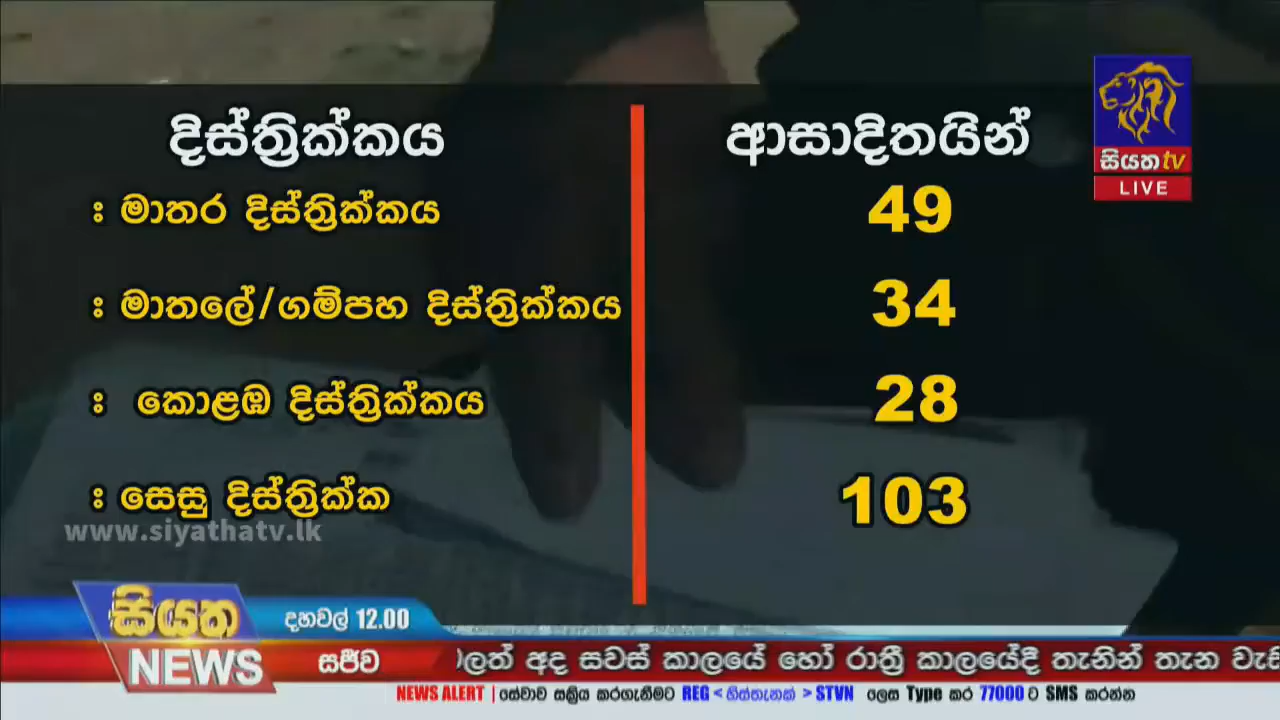 දිස්ත්‍රික්කය ආසාදිතයින්
: මාතර දිස්ත්‍රික්කය 49
: මාතලේ/ගම්පහ දිස්ත්‍රික්කය 34
: කොළඹ දිස්ත්‍රික්කය 28
: සෙසු දිස්ත්‍රික්ක 103
සියත tv
LIVE
www.siyathatv.lk
සියත
NEWS
දහවල් 12.00
සජීව
අද සවස් කාලයේ හෝ රාත්‍රී කාලයේදී තැනින් තැන
NEWS ALERT | සේවාව සක්‍රිය කරගැනීමට REG < හිස්තැනක් > STVN ලෙස Type කර 77000 ට SMS කරන්න